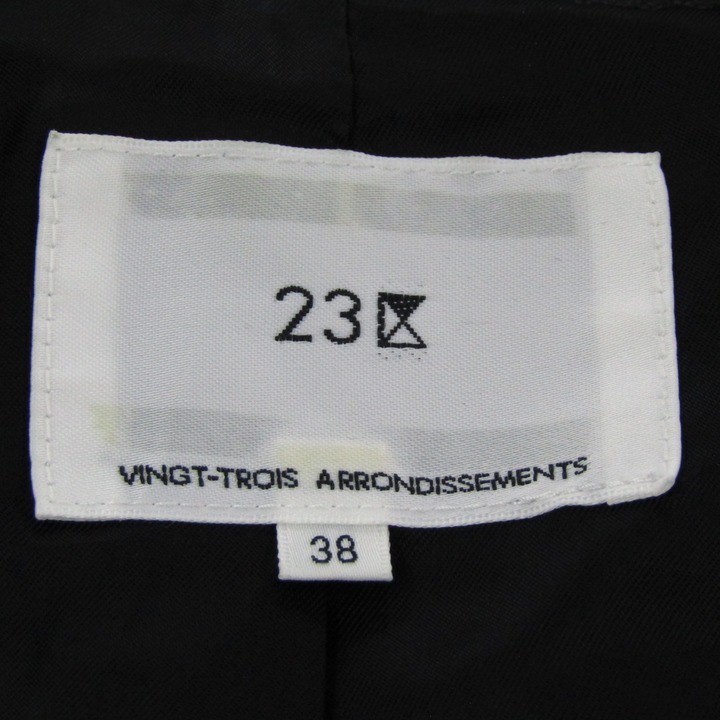 23区
VINGT-TROIS ARRONDISSEMENTS
38